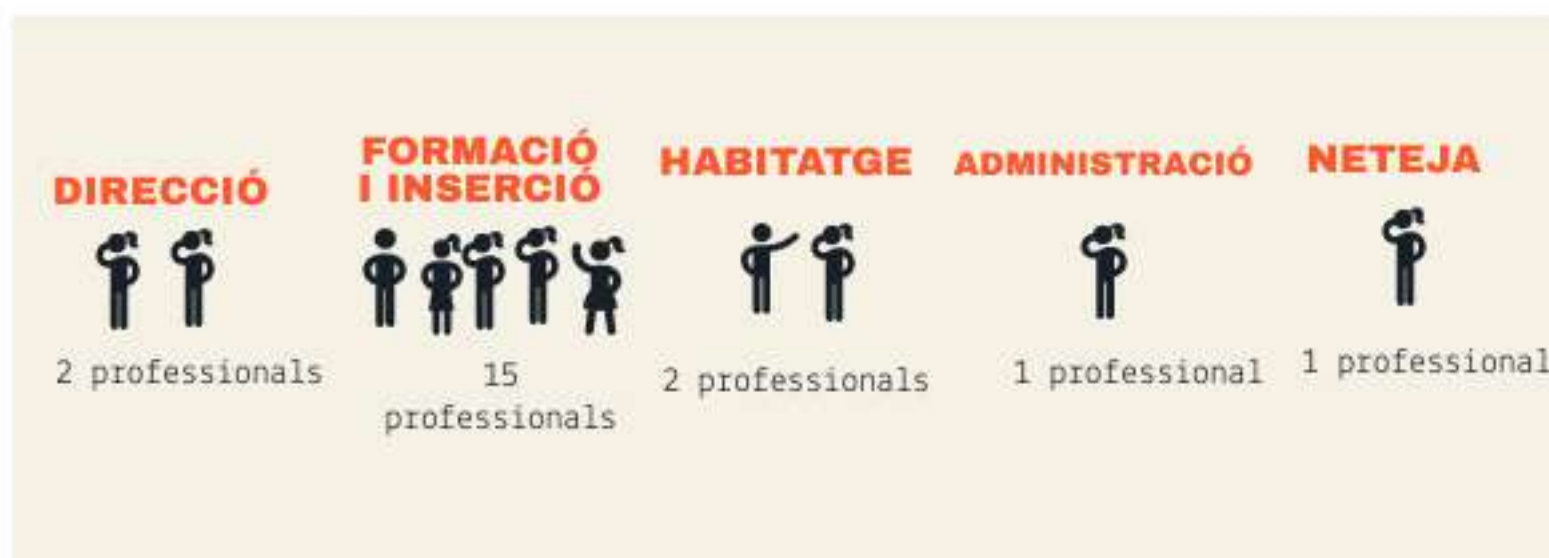 DIRECCIÓ
2 professionals
FORMACIÓ
I INSERCIÓ
15
professionals
HABITATGE
2 professionals
ADMINISTRACIÓ
1 professional
NETEJA
1 professional